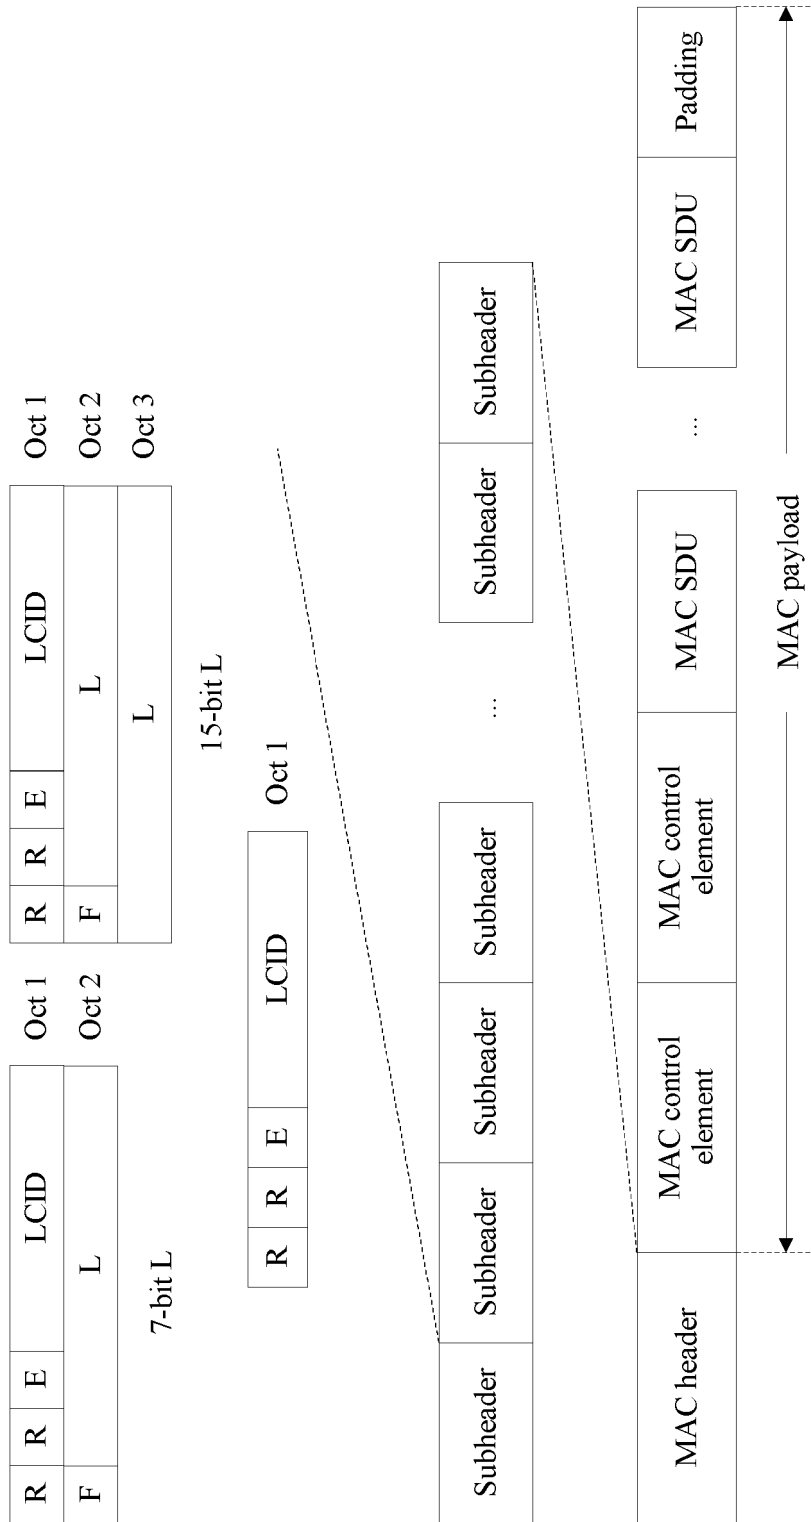 R R E LCID Oct 1
F L Oct 2
7-bit L
R R E LCID Oct 1
F L Oct 2
L Oct 3
15-bit L
R R E LCID Oct 1
Subheader Subheader Subheader Subheader ... Subheader Subheader
MAC header MAC control element MAC control element MAC SDU ... MAC SDU Padding
MAC payload